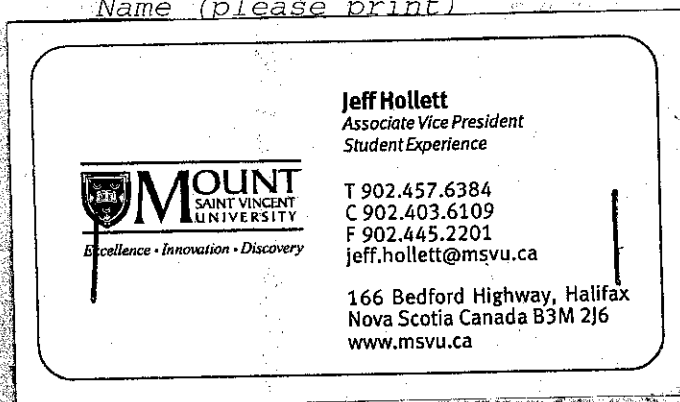 Name (please print)
Jeff Hollett
Associate Vice President
Student Experience
MOUNT
SAINT VINCENT
UNIVERSITY
Excellence • Innovation • Discovery
T 902.457.6384
C 902.403.6109
F 902.445.2201
jeff.hollett@msvu.ca
166 Bedford Highway, Halifax
Nova Scotia Canada B3M 2J6
www.msvu.ca